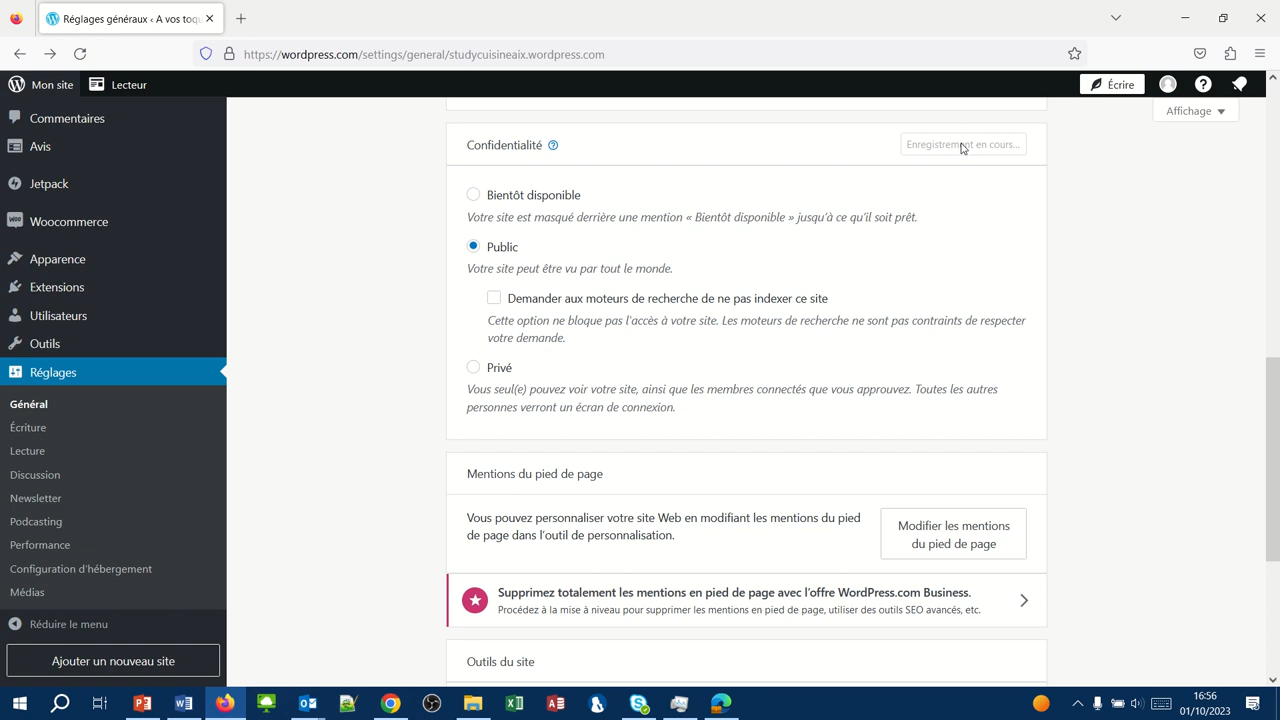 Réglages généraux ‹ A vos toqu
https://wordpress.com/settings/general/studycuisineaix.wordpress.com
Mon site
Lecteur
Écrire
Affichage
Commentaires
Avis
Jetpack
Woocommerce
Apparence
Extensions
Utilisateurs
Outils
Réglages
Général
Écriture
Lecture
Discussion
Newsletter
Podcasting
Performance
Configuration d'hébergement
Médias
Réduire le menu
Ajouter un nouveau site
Confidentialité
Enregistrement en cours...
Bientôt disponible
Votre site est masqué derrière une mention « Bientôt disponible » jusqu'à ce qu'il soit prêt.
Public
Votre site peut être vu par tout le monde.
Demander aux moteurs de recherche de ne pas indexer ce site
Cette option ne bloque pas l'accès à votre site. Les moteurs de recherche ne sont pas contraints de respecter
votre demande.
Privé
Vous seul(e) pouvez voir votre site, ainsi que les membres connectés que vous approuvez. Toutes les autres
personnes verront un écran de connexion.
Mentions du pied de page
Vous pouvez personnaliser votre site Web en modifiant les mentions du pied
de page dans l'outil de personnalisation.
Modifier les mentions
du pied de page
Supprimez totalement les mentions en pied de page avec l'offre WordPress.com Business.
Procédez à la mise à niveau pour supprimer les mentions en pied de page, utiliser des outils SEO avancés, etc.
Outils du site
16:56
01/10/2023